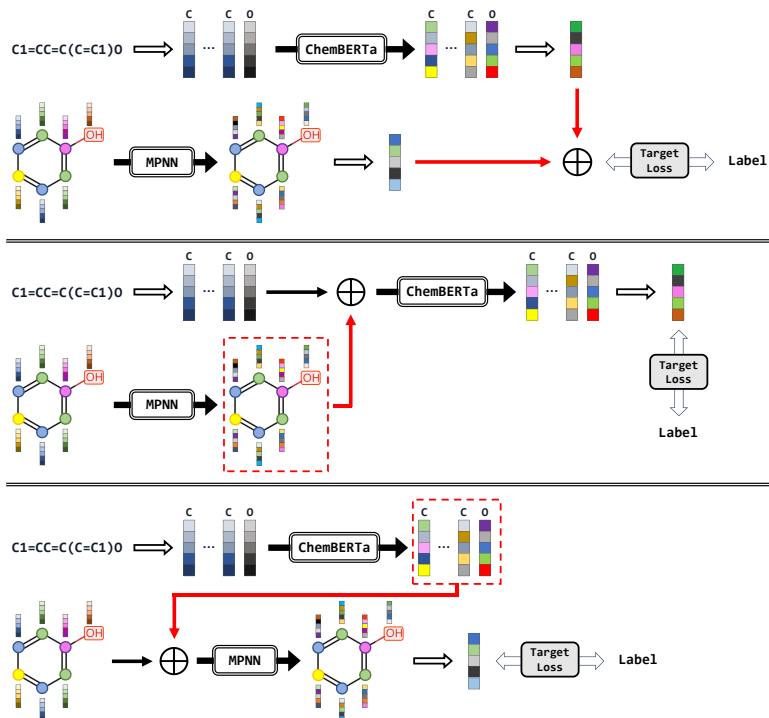 C C O
C C O
C1=CC=C(C=C1)O ... ChemBERTa ...
OH MPNN OH
Target
Loss
Label
C C O
C C O
C1=CC=C(C=C1)O ... ChemBERTa ...
OH MPNN OH
Target
Loss
Label
C C O
C C O
C1=CC=C(C=C1)O ... ChemBERTa ...
OH MPNN OH
Target
Loss
Label